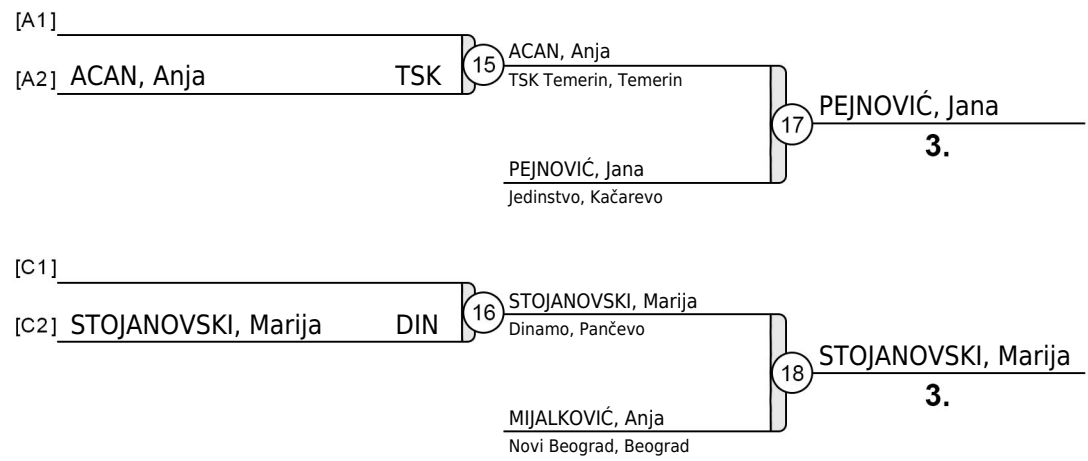 [A1]
[A2] ACAN, Anja TSK
15
ACAN, Anja
TSK Temerin, Temerin
17
PEJNOVIĆ, Jana
3.
PEJNOVIĆ, Jana
Jedinstvo, Kačarevo
[C1]
[C2] STOJANOVSKI, Marija DIN
16
STOJANOVSKI, Marija
Dinamo, Pančevo
18
STOJANOVSKI, Marija
3.
MIJALKOVIĆ, Anja
Novi Beograd, Beograd